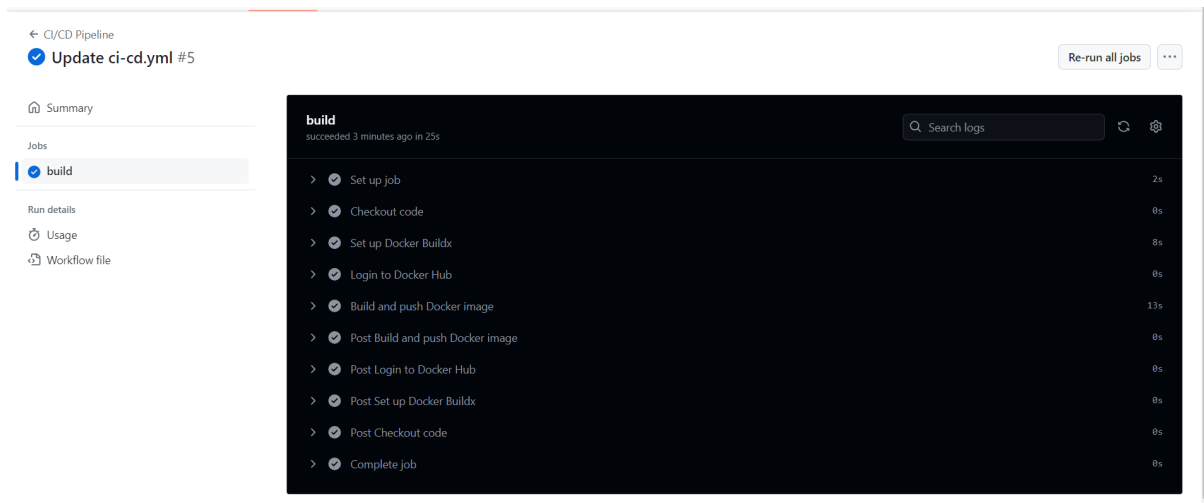 ← CI/CD Pipeline
Update ci-cd.yml #5
Re-run all jobs
Summary
Jobs
build
Run details
Usage
Workflow file
build
succeeded 3 minutes ago in 25s
Search logs
Set up job 2s
Checkout code 0s
Set up Docker Buildx 8s
Login to Docker Hub 0s
Build and push Docker image 13s
Post Build and push Docker image 0s
Post Login to Docker Hub 0s
Post Set up Docker Buildx 0s
Post Checkout code 0s
Complete job 0s